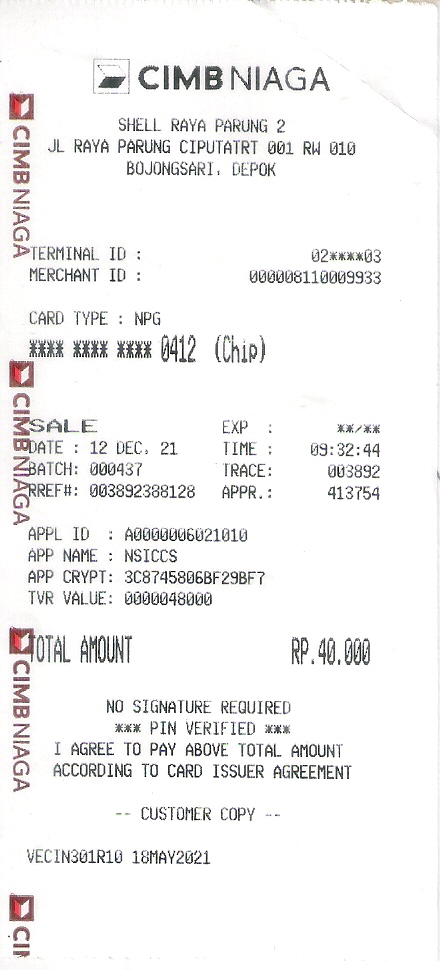 CIMB NIAGA
SHELL RAYA PARUNG 2
JL RAYA PARUNG CIPUTATRT 001 RW 010
BOJONGSARI, DEPOK
TERMINAL ID : 02****03
MERCHANT ID : 000008110009933
CARD TYPE : NPG
**** **** **** 0412 (Chip)
SALE EXP : **/**
DATE : 12 DEC, 21 TIME : 09:32:44
BATCH: 000437 TRACE: 003892
RREF#: 003892388128 APPR.: 413754
APPL ID : A0000006021010
APP NAME : NSICCS
APP CRYPT: 3C8745806BF29BF7
TVR VALUE: 0000048000
TOTAL AMOUNT RP.40.000
NO SIGNATURE REQUIRED
*** PIN VERIFIED ***
I AGREE TO PAY ABOVE TOTAL AMOUNT
ACCORDING TO CARD ISSUER AGREEMENT
-- CUSTOMER COPY --
VECIN301R10 18MAY2021
CIMB NIAGA
CIMB NIAGA
CIMB NIAGA
CI